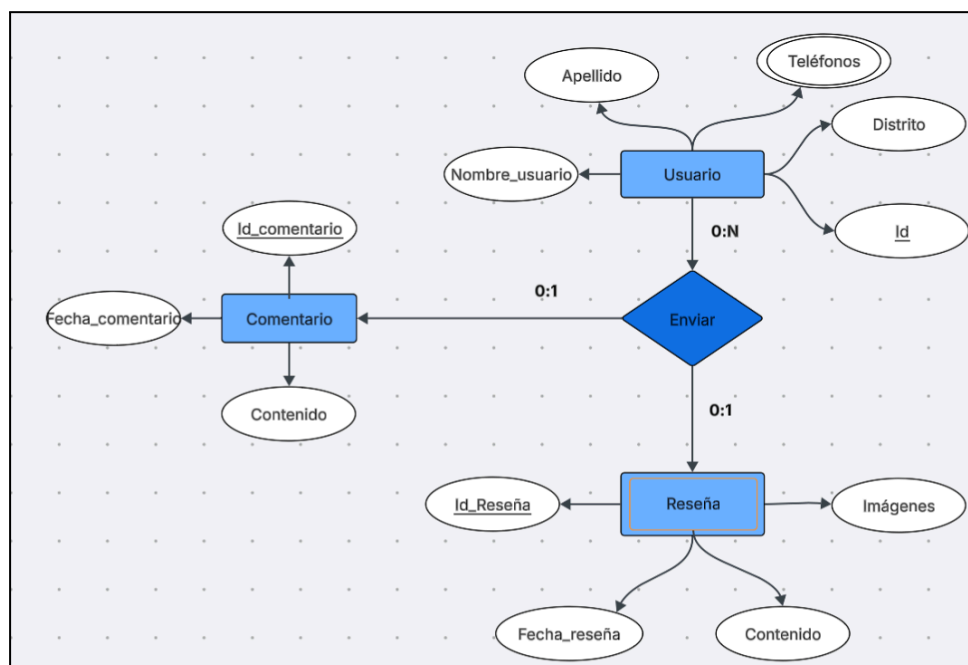 Teléfonos
Apellido
Distrito
Nombre_usuario
Usuario
Id_comentario
0:N
Id
0:1
Fecha_comentario
Comentario
Enviar
Contenido
0:1
Id_Reseña
Reseña
Imágenes
Fecha_reseña
Contenido